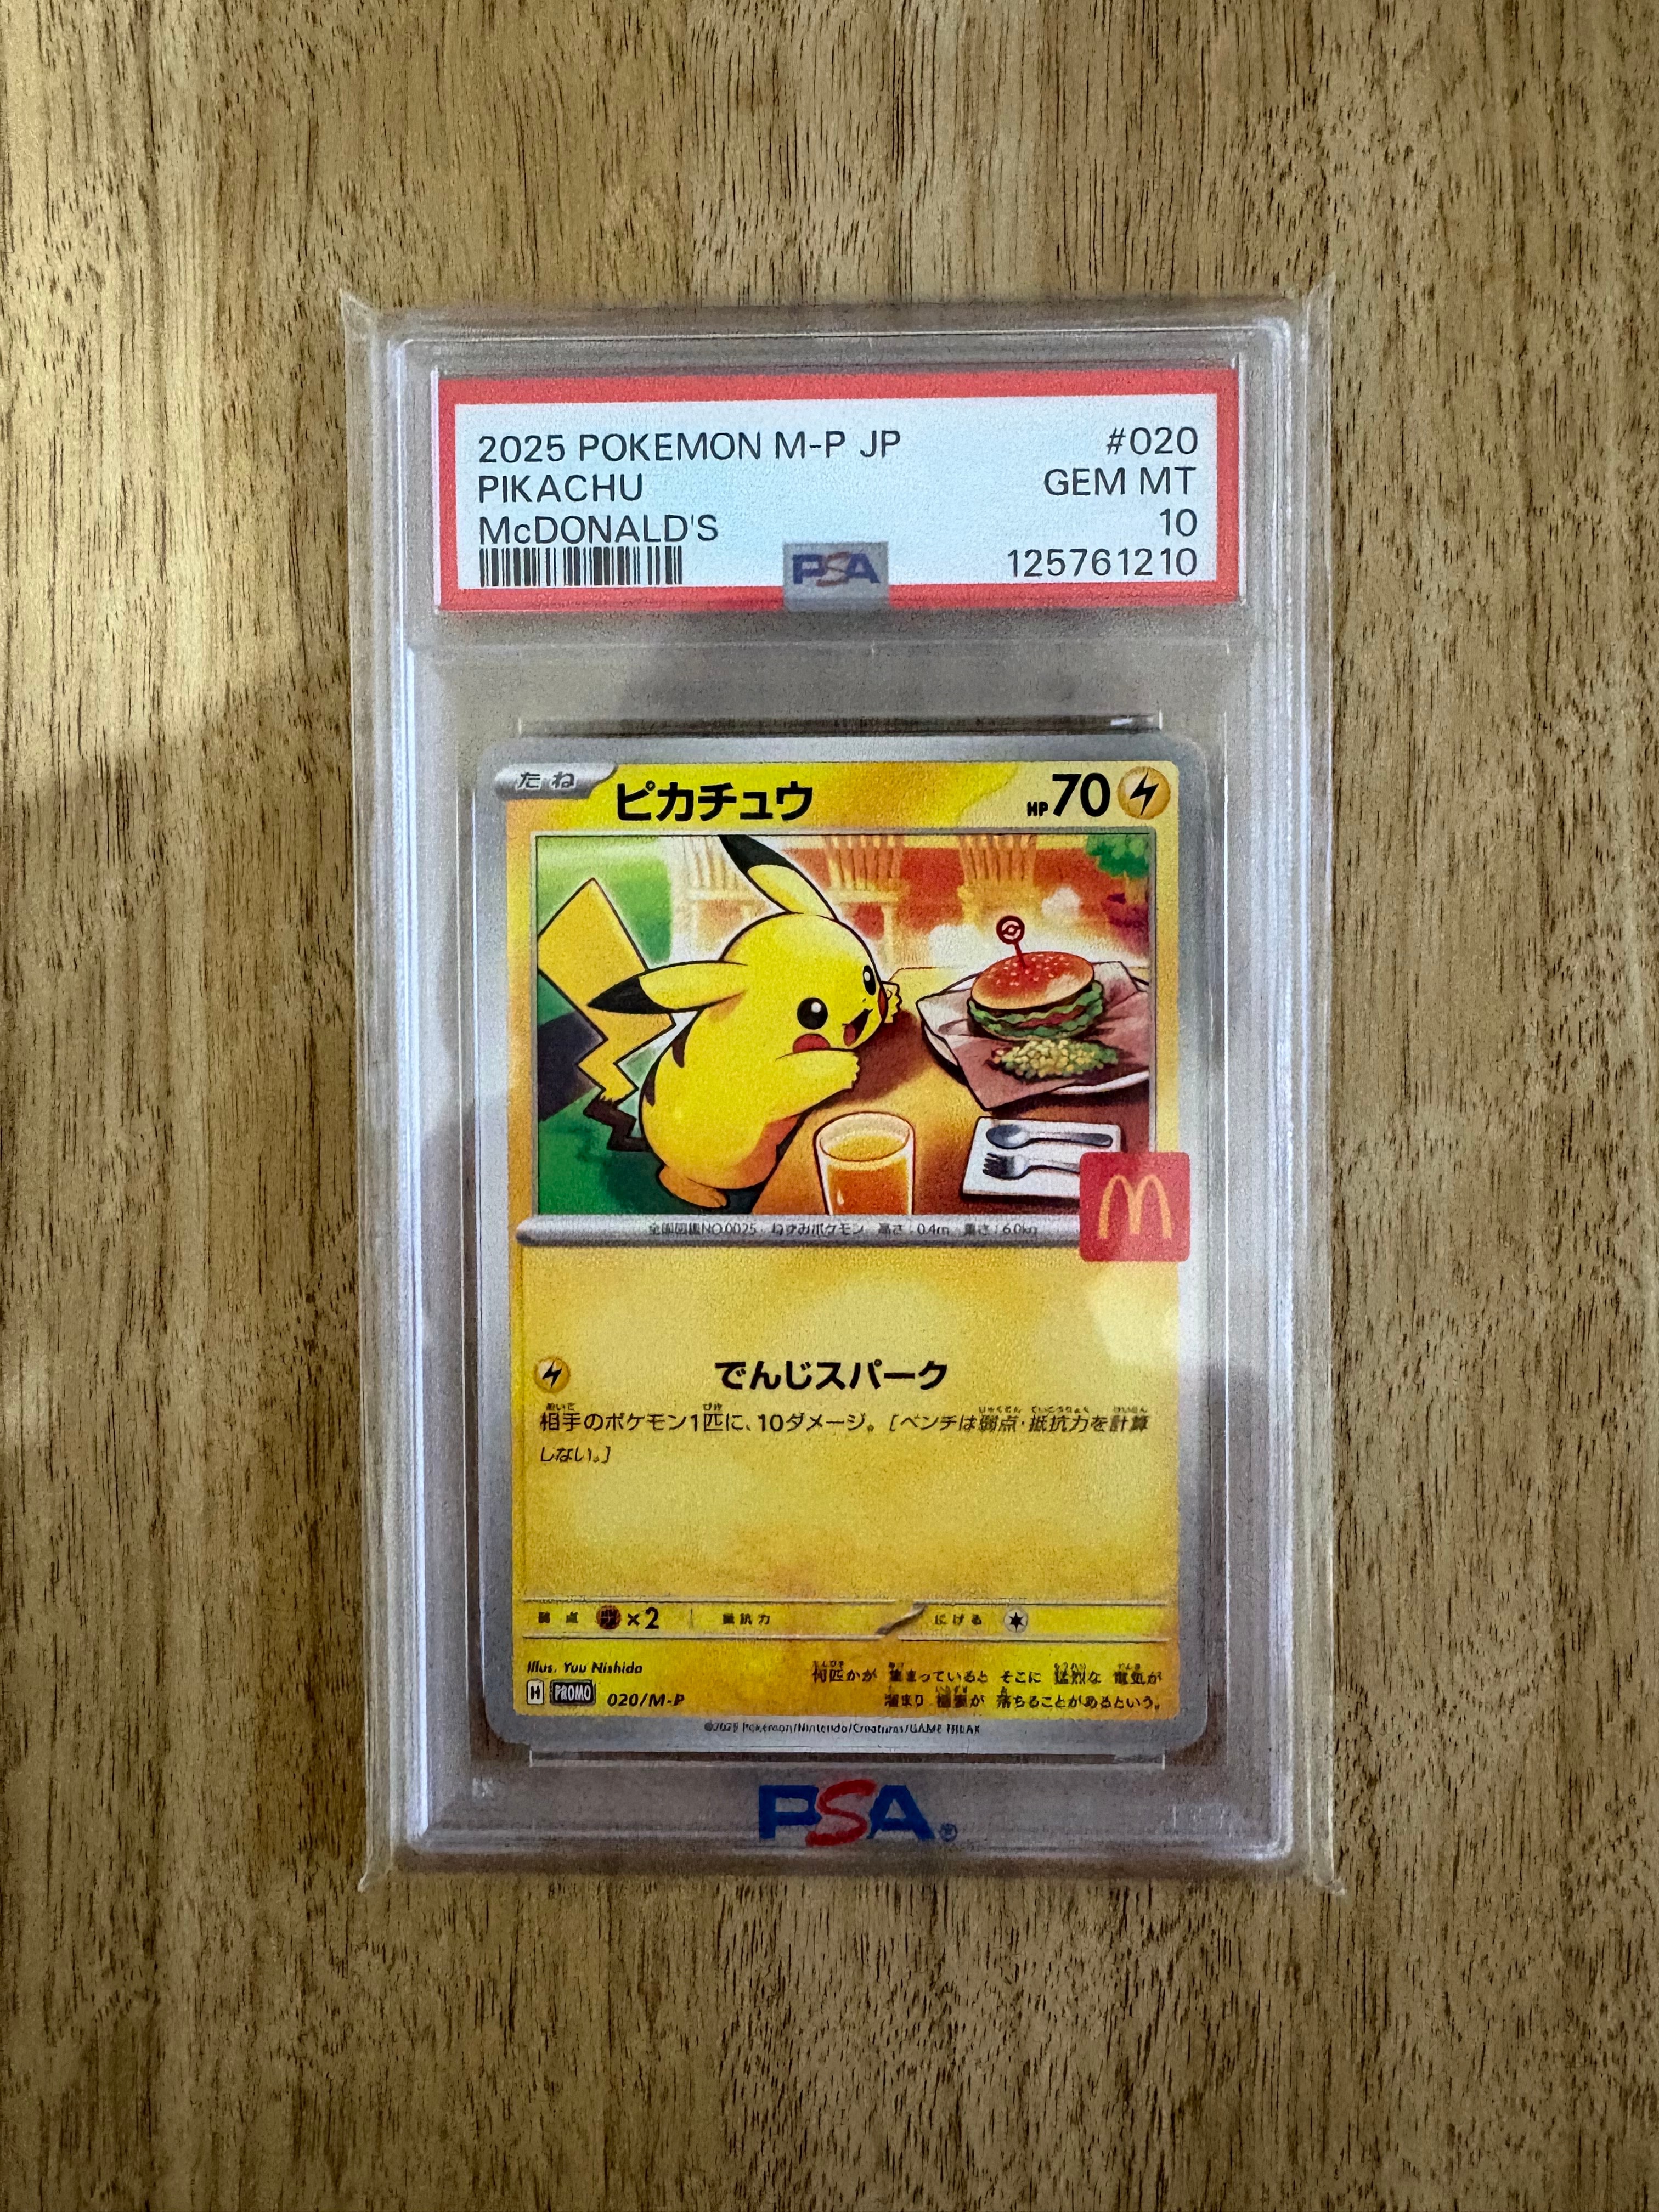 2025 POKEMON M-P JP #020
PIKACHU GEM MT
McDONALD'S 10
PSA 125761210
たね ピカチュウ HP70
全国図鑑NO.0025 ねずみポケモン 高さ：0.4m 重さ：6.0kg
M
でんじスパーク
相手のポケモン1匹に、10ダメージ。［ベンチは弱点・抵抗力を計算
しない。］
弱点 ×2 抵抗力 にげる
Illus. Yuu Nishida
何匹かが 集まっていると そこに 猛烈な 電気が
H PROMO 020/M-P
溜まり 稲妻が 落ちることがあるという。
©2025 Pokémon/Nintendo/Creatures/GAME FREAK
PSA®